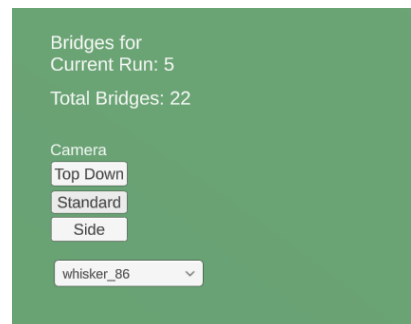 Bridges for
Current Run: 5
Total Bridges: 22
Camera
Top Down
Standard
Side
whisker_86